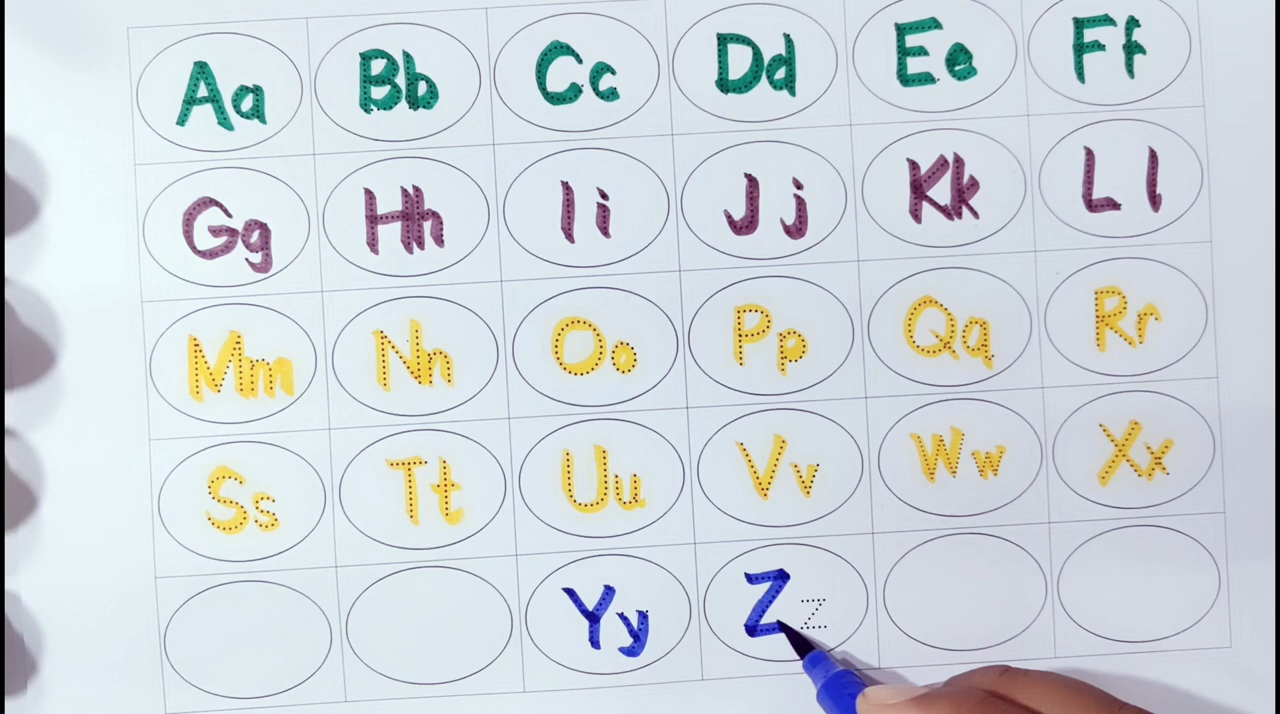 Aa Bb Cc Dd Ee Ff
Gg Hh Ii Jj Kk Ll
Mm Nn Oo Pp Qq Rr
Ss Tt Uu Vv Ww Xx
Yy Zz